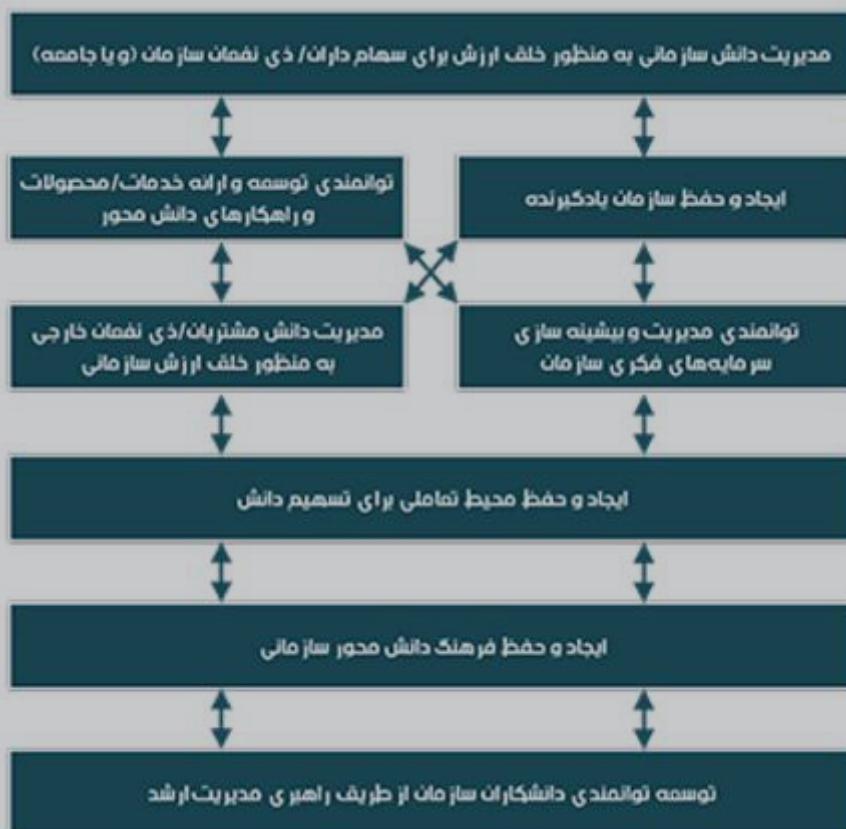 مدیریت دانش سازمانی به منظور خلق ارزش برای سهام داران/ ذی نفعان سازمان (و یا جامعه)
ایجاد و حفظ سازمان یادگیرنده
توانمندی توسعه و ارائه خدمات/محصولات
و راهکارهای دانش محور
توانمندی مدیریت و بیشینه سازی
سرمایه‌های فکری سازمان
مدیریت دانش مشتریان/ذی نفعان خارجی
به منظور خلق ارزش سازمانی
ایجاد و حفظ محیط تعاملی برای تسهیم دانش
ایجاد و حفظ فرهنگ دانش محور سازمانی
توسعه توانمندی دانشکاران سازمان از طریق راهبری مدیریت ارشد